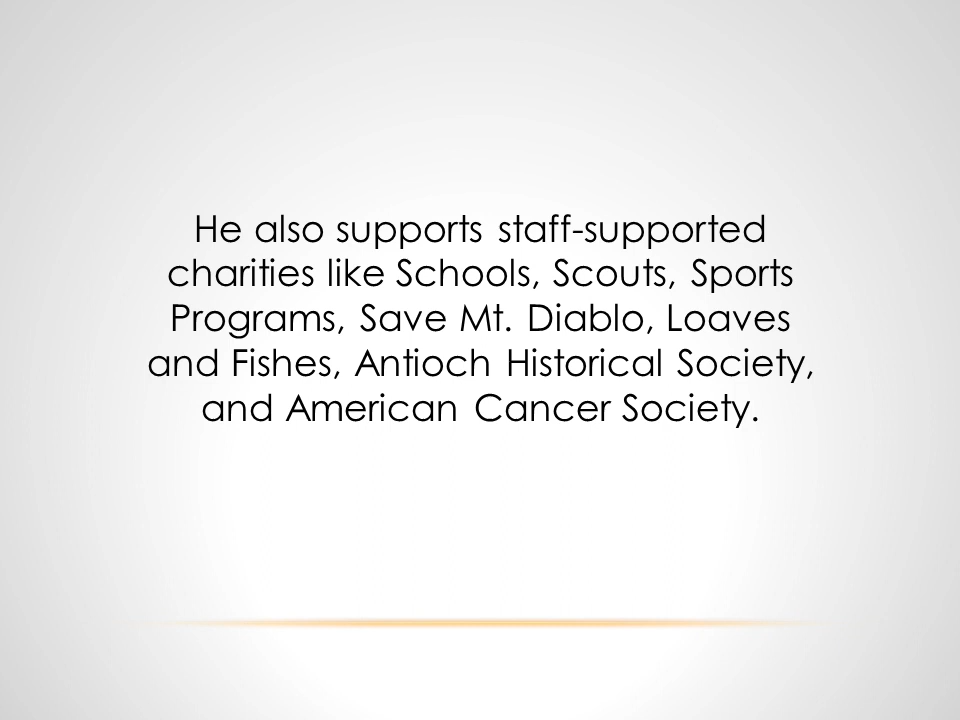 He also supports staff-supported
charities like Schools, Scouts, Sports
Programs, Save Mt. Diablo, Loaves
and Fishes, Antioch Historical Society,
and American Cancer Society.